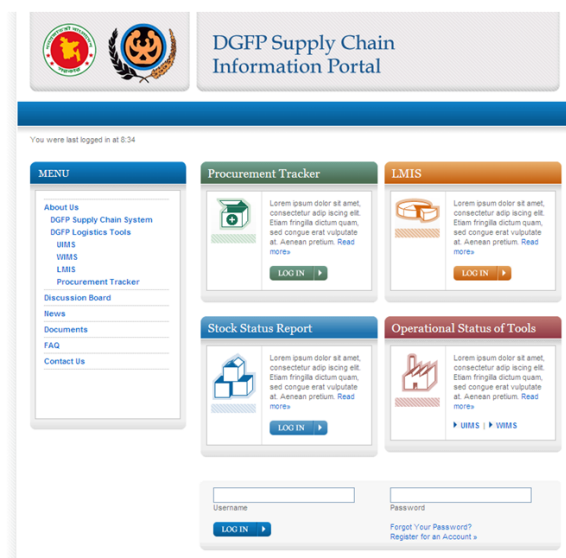 DGFP Supply Chain
Information Portal
You were last logged in at 8:34
MENU
About Us
DGFP Supply Chain System
DGFP Logistics Tools
UIMS
WIMS
LMIS
Procurement Tracker
Discussion Board
News
Documents
FAQ
Contact Us
Procurement Tracker
Lorem ipsum dolor sit amet,
consectetur adip iscing elit.
Etiam fringilla dictum quam,
sed congue erat vulputate
at. Aenean pretium. Read
more»
LOG IN
LMIS
Lorem ipsum dolor sit amet,
consectetur adip iscing elit.
Etiam fringilla dictum quam,
sed congue erat vulputate
at. Aenean pretium. Read
more»
LOG IN
Stock Status Report
Lorem ipsum dolor sit amet,
consectetur adip iscing elit.
Etiam fringilla dictum quam,
sed congue erat vulputate
at. Aenean pretium. Read
more»
LOG IN
Operational Status of Tools
Lorem ipsum dolor sit amet,
consectetur adip iscing elit.
Etiam fringilla dictum quam,
sed congue erat vulputate
at. Aenean pretium. Read
more»
UIMS | WIMS
Username
Password
LOG IN
Forgot Your Password?
Register for an Account »